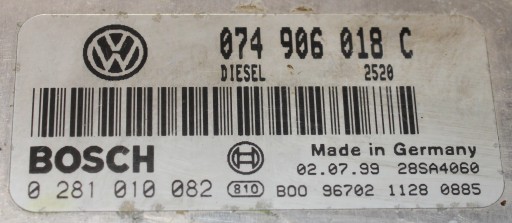 074 906 018 C
DIESEL 2520
BOSCH
Made in Germany
02.07.99 28SA4060
0 281 010 082 810 B00 96702 1128 0885